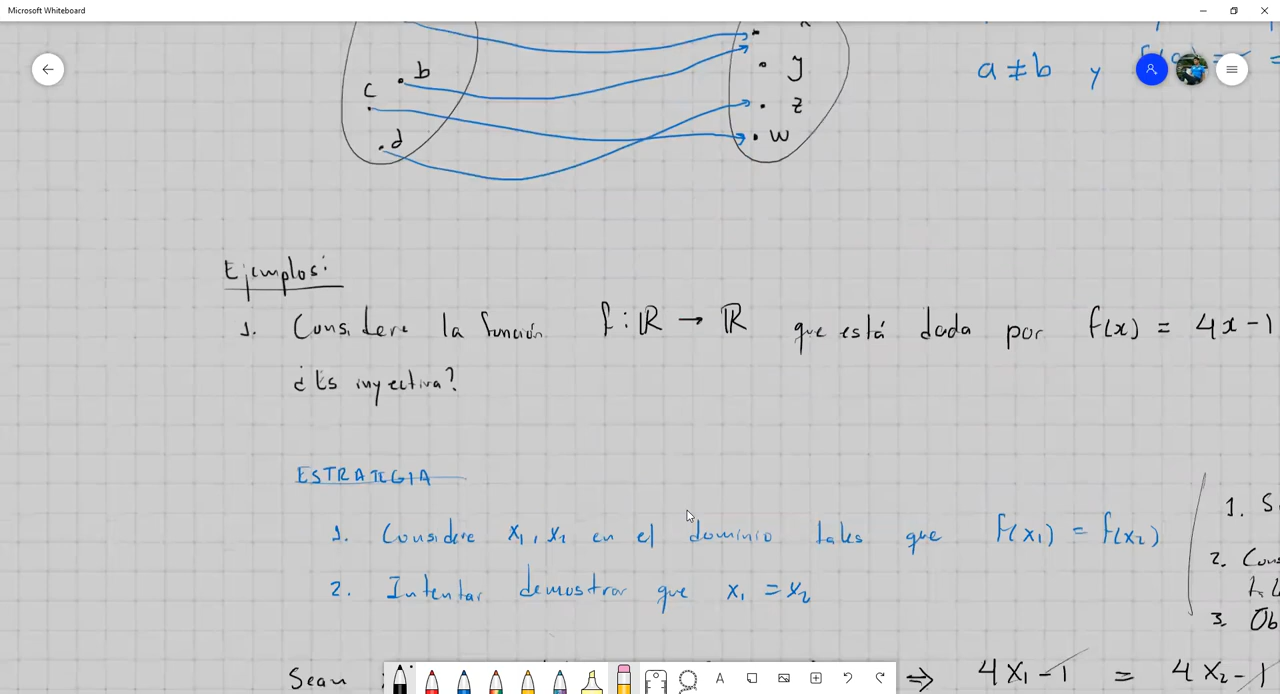 Microsoft Whiteboard
b
c
y
z
d
w
a ≠ b y
Ejemplos:
1. Considere la función f : ℝ → ℝ que está dada por f(x) = 4x - 1
¿Es inyectiva?
ESTRATEGIA
1. Considere x₁, x₂ en el dominio tales que f(x₁) = f(x₂)
2. Intentar demostrar que x₁ = x₂
1. S
2. Cons
3. Ob
Sean
⇒ 4x₁ - 1 = 4x₂ - 1
A